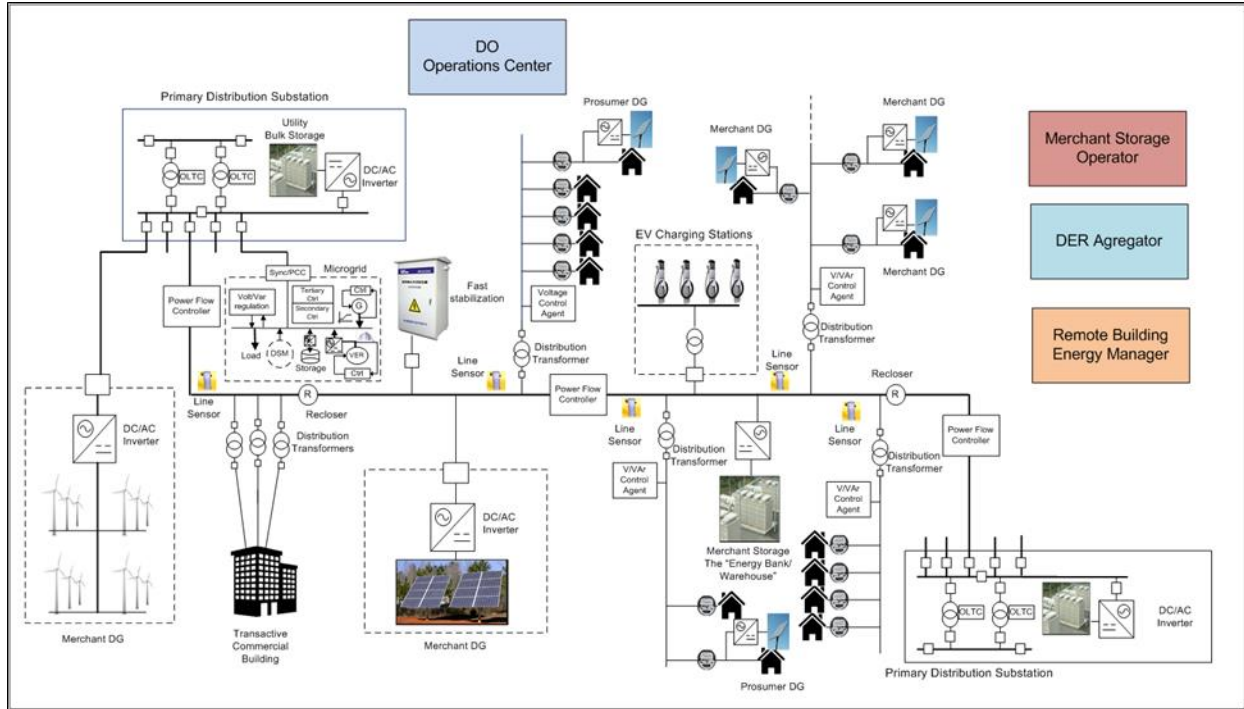 DO
Operations Center
Primary Distribution Substation
Utility
Bulk Storage
OLTC
OLTC
DC/AC
Inverter
Prosumer DG
Merchant DG
Merchant DG
Merchant DG
Merchant Storage
Operator
DER Agregator
Remote Building
Energy Manager
EV Charging Stations
Sync/PCC
Microgrid
Volt/Var
regulation
Tertiary
Ctrl
Secondary
Ctrl
Ctrl
G
Load
DSM
Storage
VER
Ctrl
Fast
stabilization
Voltage
Control
Agent
V/VAr
Control
Agent
Power Flow
Controller
Distribution
Transformer
Distribution
Transformer
Line
Sensor
Line
Sensor
Recloser
Line
Sensor
R
Recloser
Power Flow
Controller
R
Line
Sensor
Line
Sensor
Power Flow
Controller
DC/AC
Inverter
Distribution
Transformers
Distribution
Transformer
Distribution
Transformer
V/VAr
Control
Agent
V/VAr
Control
Agent
DC/AC
Inverter
Merchant Storage
The "Energy Bank/
Warehouse"
Merchant DG
Transactive
Commercial
Building
Merchant DG
Prosumer DG
OLTC
OLTC
DC/AC
Inverter
Primary Distribution Substation